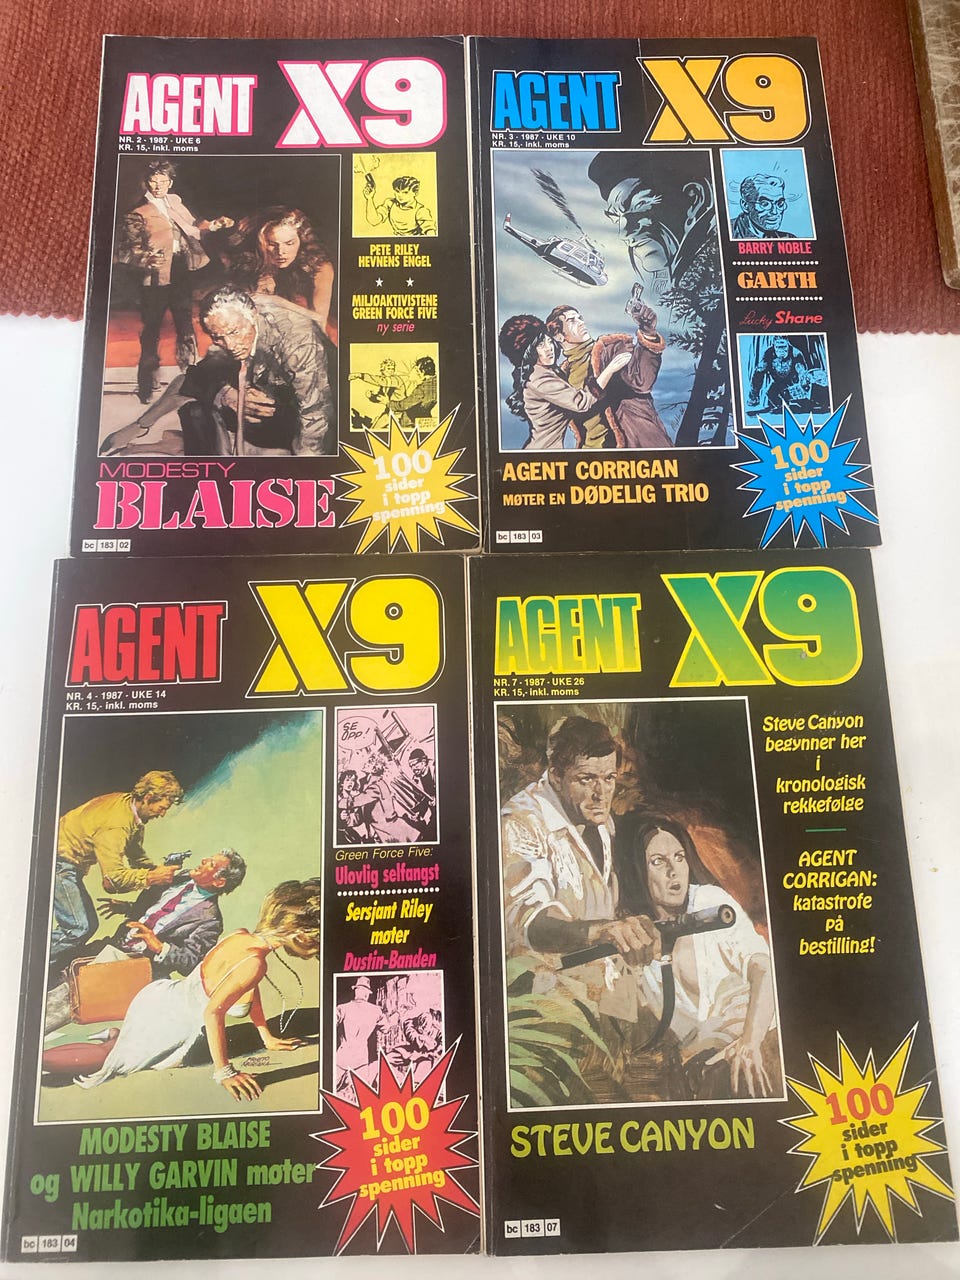 AGENT X9
NR. 2 - 1987 - UKE 6
KR. 15,- inkl. moms
PETE RILEY
HEVNENS ENGEL
MILJØAKTIVISTENE
GREEN FORCE FIVE
ny serie
MODESTY
BLAISE
100
sider
i topp
spenning
bc 183 02
AGENT X9
NR. 3 - 1987 - UKE 10
KR. 15,- inkl. moms
BARRY NOBLE
GARTH
Lucky Shane
AGENT CORRIGAN
MØTER EN DØDELIG TRIO
100
sider
i topp
spenning
bc 183 03
AGENT X9
NR. 4 - 1987 - UKE 14
KR. 15,- inkl. moms
SE
OPP!
Green Force Five:
Ulovlig selfangst
Sersjant Riley
møter
Dustin-Banden
MODESTY BLAISE
og WILLY GARVIN møter
Narkotika-ligaen
100
sider
i topp
spenning
bc 183 04
AGENT X9
NR. 7 - 1987 - UKE 26
KR. 15,- inkl. moms
Steve Canyon
begynner her
i
kronologisk
rekkefølge
AGENT
CORRIGAN:
katastrofe
på
bestilling!
STEVE CANYON
100
sider
i topp
spenning
bc 183 07